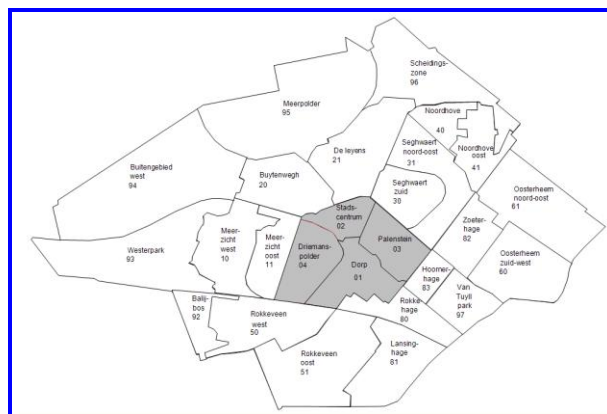 Scheidings-
zone
96
Meerpolder
95
Noordhove
40
De leyens
21
Seghwaert
noord-oost
31
Noordhove
oost
41
Buitengebied
west
94
Buytenwegh
20
Seghwaert
zuid
30
Oosterheem
noord-oost
61
Stads-
centrum
02
Zoeter-
hage
82
Meer-
zicht
west
10
Meer-
zicht
oost
11
Palenstein
03
Westerpark
93
Driemans-
polder
04
Oosterheem
zuid-west
60
Dorp
01
Hoorner-
hage
83
Van
Tuyll
park
97
Balij-
bos
92
Rokkeveen
west
50
Rokke
hage
80
Rokkeveen
oost
51
Lansing-
hage
81